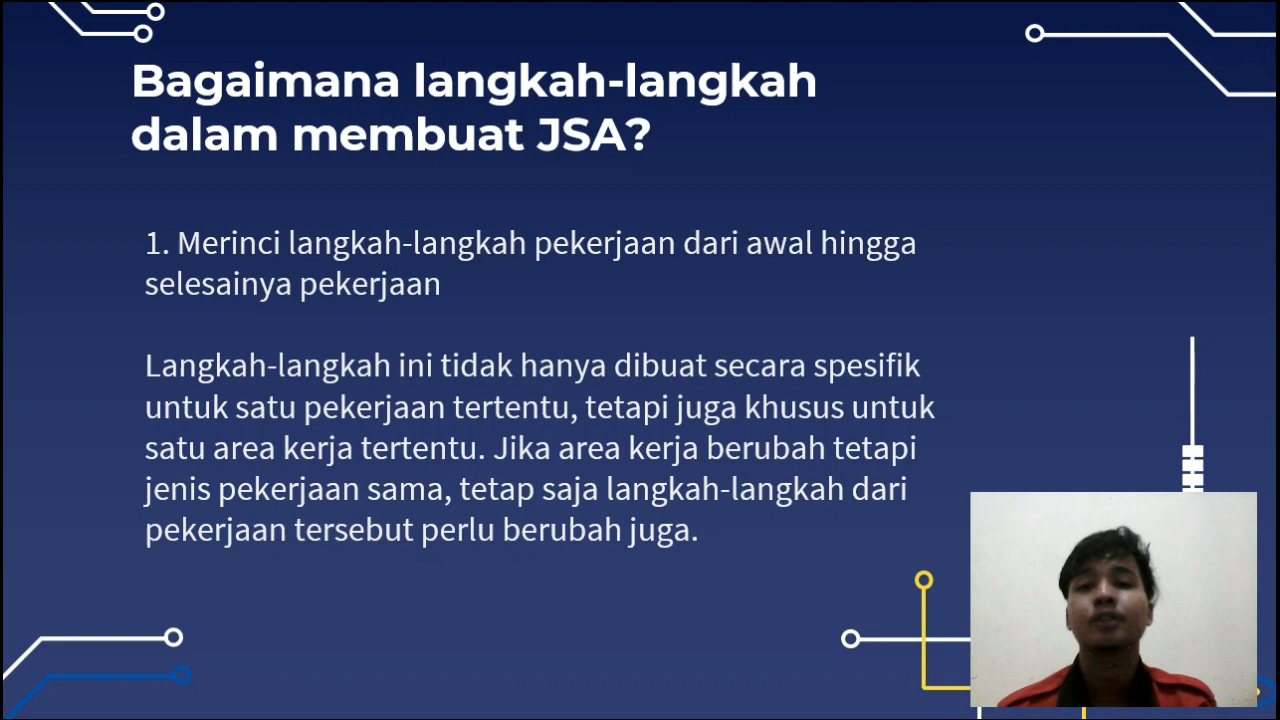 Bagaimana langkah-langkah
dalam membuat JSA?
1. Merinci langkah-langkah pekerjaan dari awal hingga
selesainya pekerjaan
Langkah-langkah ini tidak hanya dibuat secara spesifik
untuk satu pekerjaan tertentu, tetapi juga khusus untuk
satu area kerja tertentu. Jika area kerja berubah tetapi
jenis pekerjaan sama, tetap saja langkah-langkah dari
pekerjaan tersebut perlu berubah juga.